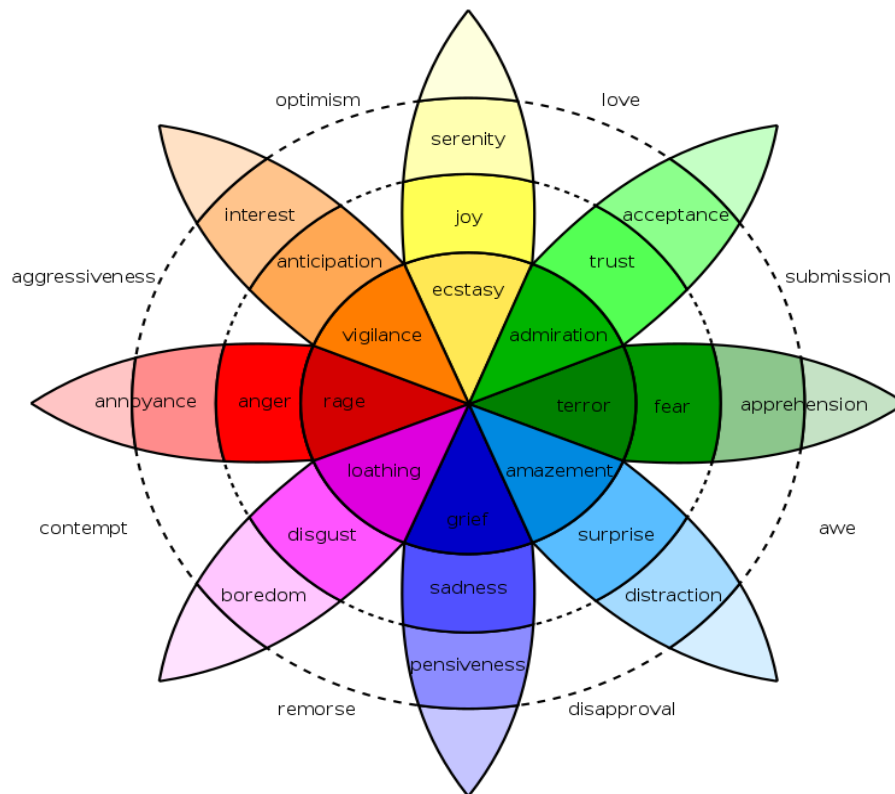 optimism
love
serenity
interest
joy
acceptance
anticipation
trust
aggressiveness
submission
ecstasy
vigilance
admiration
annoyance
anger
rage
terror
fear
apprehension
loathing
amazement
contempt
disgust
grief
surprise
awe
boredom
sadness
distraction
pensiveness
remorse
disapproval